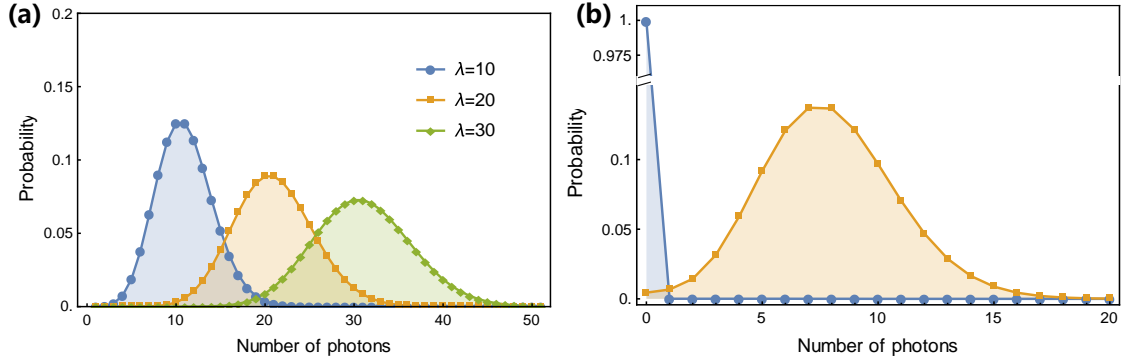 (a)
0.2
0.15
0.1
0.05
0.
Probability
λ=10
λ=20
λ=30
0 10 20 30 40 50
Number of photons
(b)
1.
0.975
0.1
0.05
0.
Probability
0 5 10 15 20
Number of photons